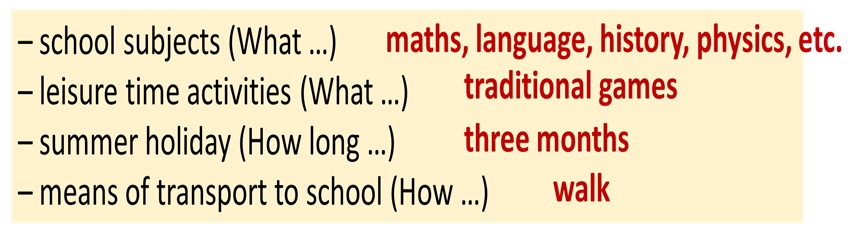 – school subjects (What ...) maths, language, history, physics, etc.
– leisure time activities (What ...) traditional games
– summer holiday (How long ...) three months
– means of transport to school (How ...) walk